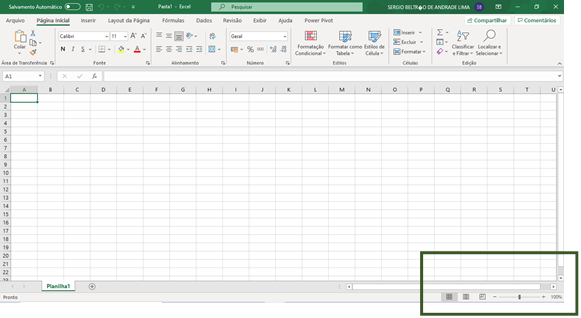 Salvamento Automático
Pasta1 - Excel
Pesquisar
SERGIO BELTRÃO DE ANDRADE LIMA
SB
Arquivo Página Inicial Inserir Layout da Página Fórmulas Dados Revisão Exibir Ajuda Power Pivot
Compartilhar Comentários
Colar
Calibri 11
N I S
Geral
Formatação Condicional
Formatar como Tabela
Estilos de Célula
Inserir
Excluir
Formatar
Classificar e Filtrar
Localizar e Selecionar
Área de Transferência Fonte Alinhamento Número Estilos Células Edição
A1
fx
A B C D E F G H I J K L M N O P Q R S T U
1
2
3
4
5
6
7
8
9
10
11
12
13
14
15
16
17
18
19
20
21
22
Planilha1
Pronto
100%